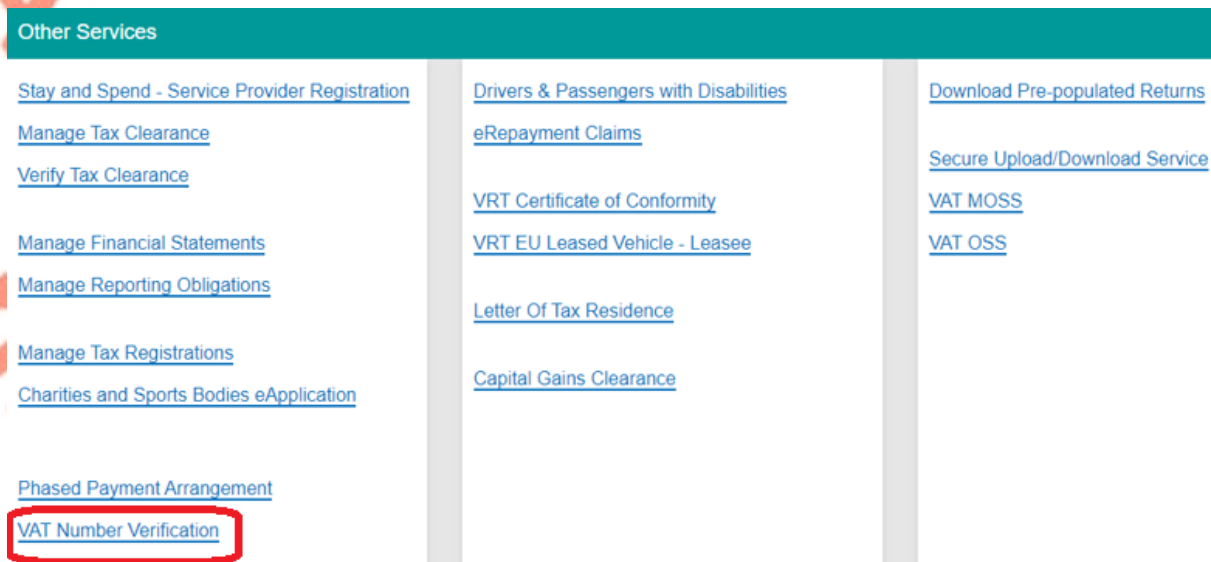 Other Services
Stay and Spend - Service Provider Registration
Manage Tax Clearance
Verify Tax Clearance
Manage Financial Statements
Manage Reporting Obligations
Manage Tax Registrations
Charities and Sports Bodies eApplication
Phased Payment Arrangement
VAT Number Verification
Drivers & Passengers with Disabilities
eRepayment Claims
VRT Certificate of Conformity
VRT EU Leased Vehicle - Leasee
Letter Of Tax Residence
Capital Gains Clearance
Download Pre-populated Returns
Secure Upload/Download Service
VAT MOSS
VAT OSS